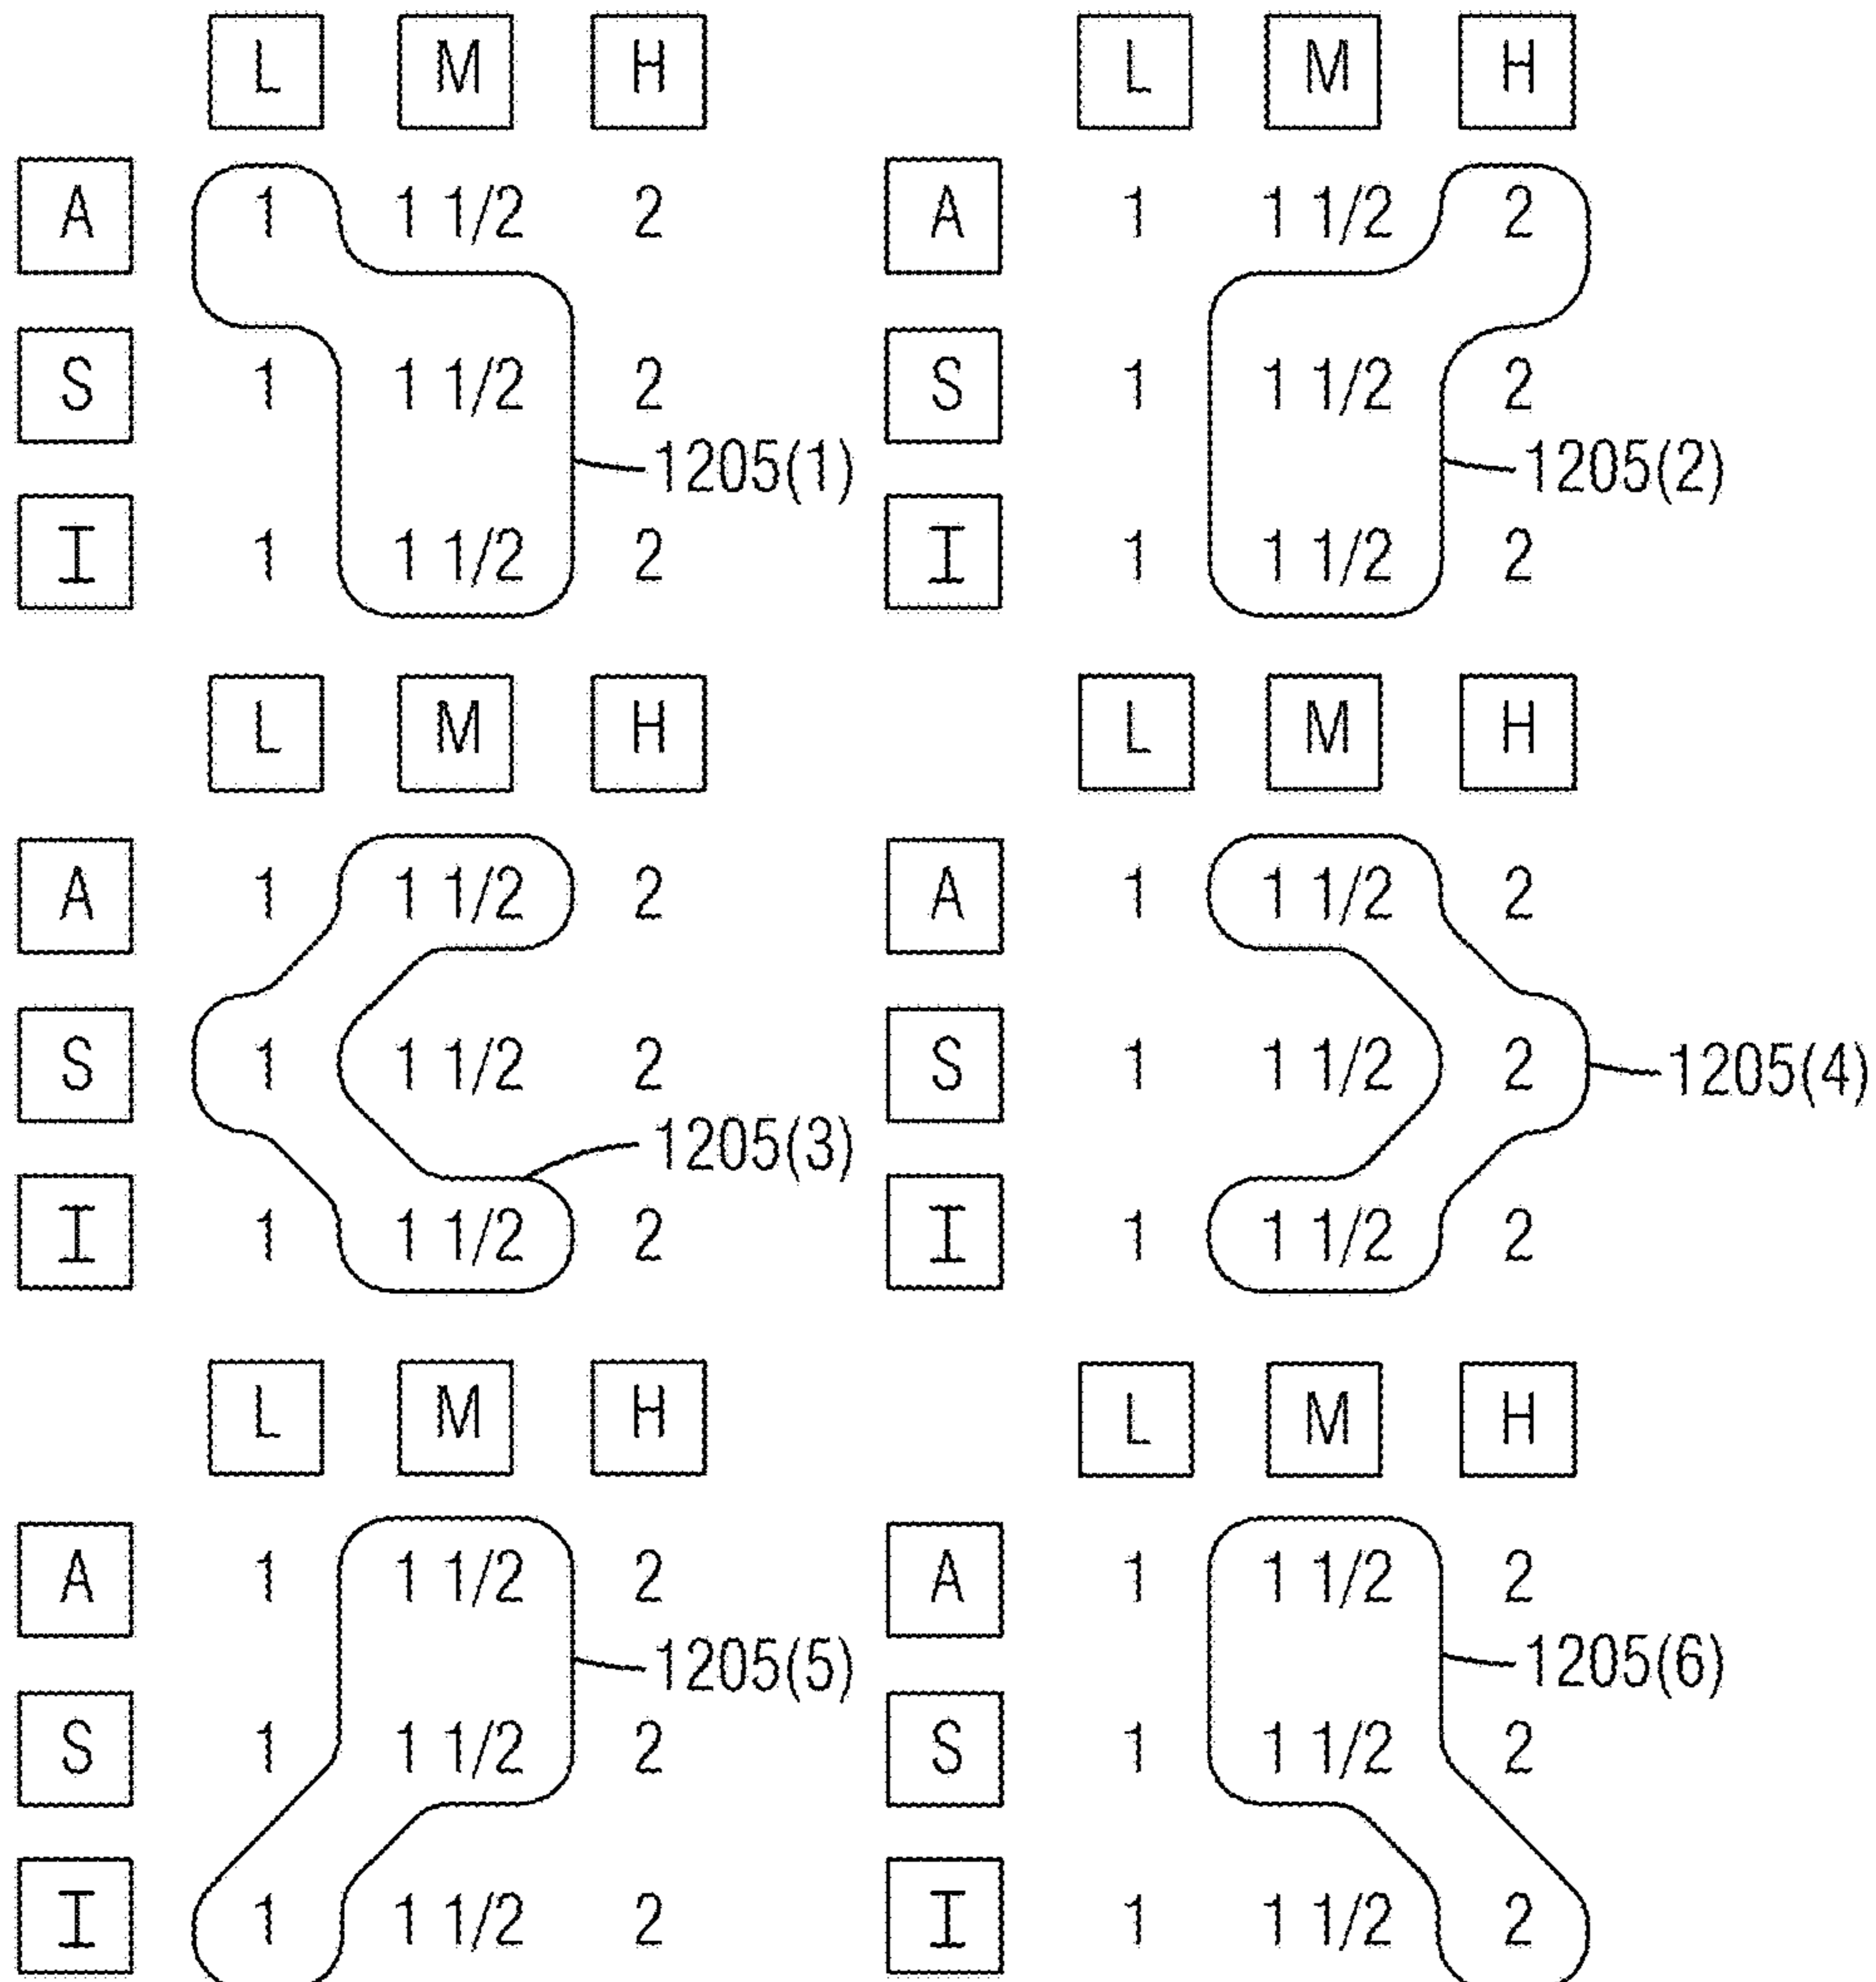 L M H L M H
A 1 1 1/2 2 A 1 1 1/2 2
S 1 1 1/2 2 S 1 1 1/2 2
1205(1) 1205(2)
I 1 1 1/2 2 I 1 1 1/2 2
L M H L M H
A 1 1 1/2 2 A 1 1 1/2 2
S 1 1 1/2 2 S 1 1 1/2 2 1205(4)
1205(3)
I 1 1 1/2 2 I 1 1 1/2 2
L M H L M H
A 1 1 1/2 2 A 1 1 1/2 2
1205(5) 1205(6)
S 1 1 1/2 2 S 1 1 1/2 2
I 1 1 1/2 2 I 1 1 1/2 2